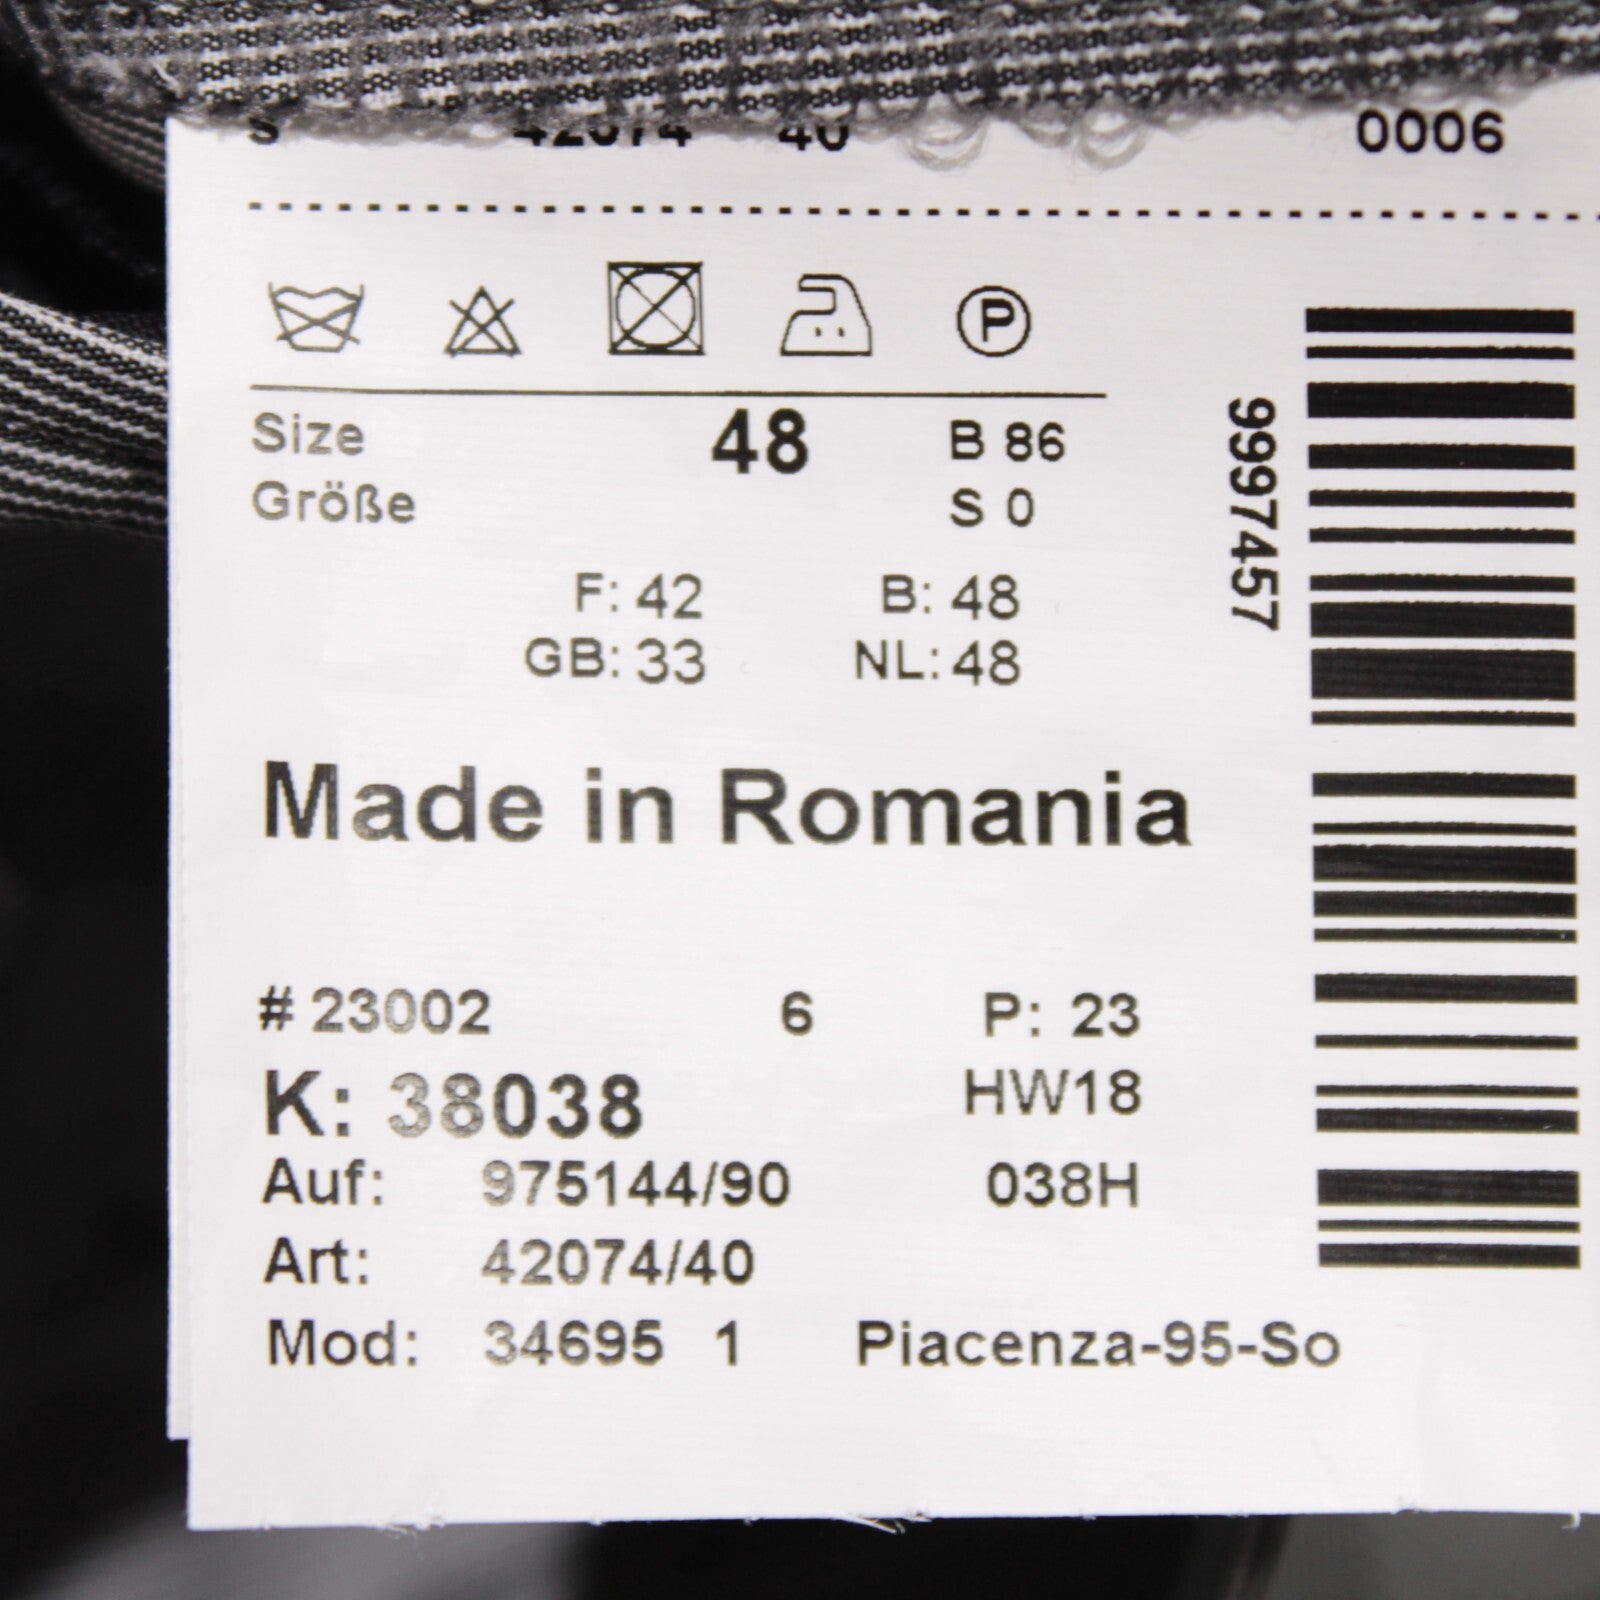 0006
P
Size 48 B 86
Größe S 0
F: 42 B: 48
GB: 33 NL: 48
Made in Romania
# 23002 6 P: 23
K: 38038 HW18
Auf: 975144/90 038H
Art: 42074/40
Mod: 34695 1 Piacenza-95-So
9997457